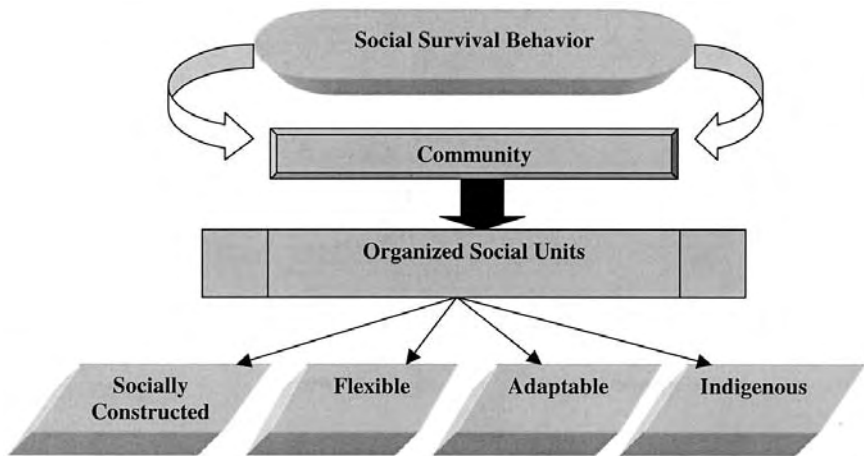 Social Survival Behavior
Community
Organized Social Units
Socially
Constructed
Flexible
Adaptable
Indigenous